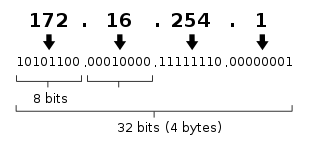 172 . 16 . 254 . 1
10101100 .00010000 .11111110 .00000001
8 bits
32 bits (4 bytes)